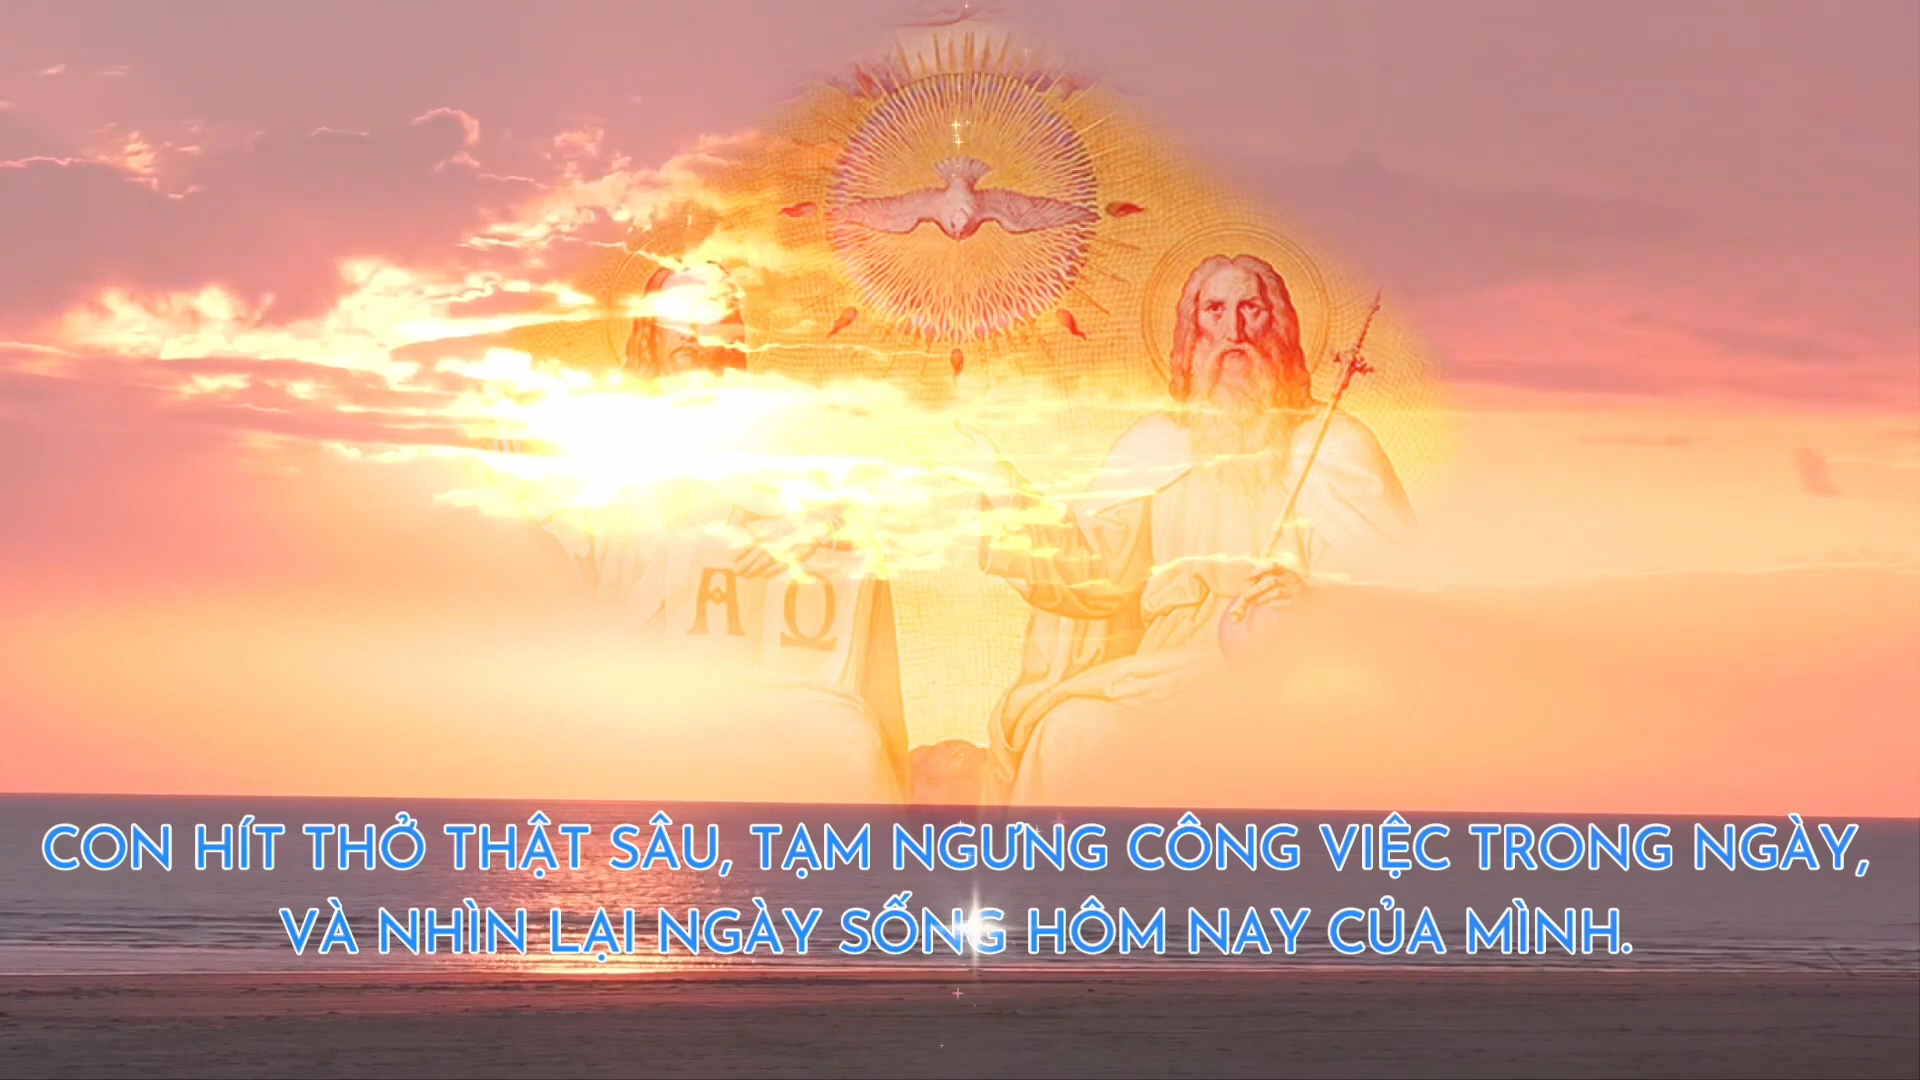 Α Ω
CON HÍT THỞ THẬT SÂU, TẠM NGƯNG CÔNG VIỆC TRONG NGÀY,
VÀ NHÌN LẠI NGÀY SỐNG HÔM NAY CỦA MÌNH.